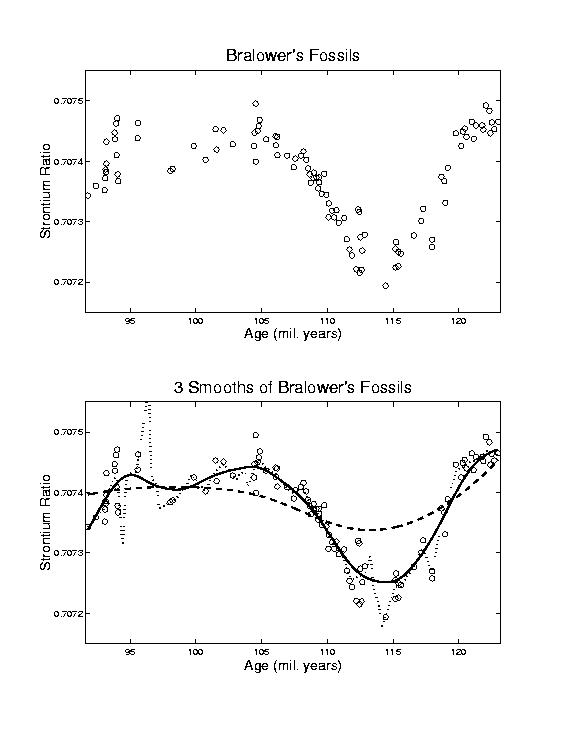 Bralower's Fossils
0.7075
0.7074
0.7073
0.7072
Strontium Ratio
95 100 105 110 115 120
Age (mil. years)
3 Smooths of Bralower's Fossils
0.7075
0.7074
0.7073
0.7072
Strontium Ratio
95 100 105 110 115 120
Age (mil. years)